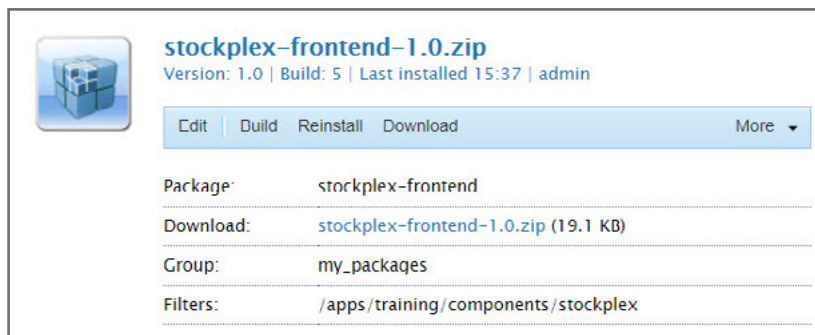 stockplex-frontend-1.0.zip
Version: 1.0 | Build: 5 | Last installed 15:37 | admin
Edit Build Reinstall Download More
Package: stockplex-frontend
Download: stockplex-frontend-1.0.zip (19.1 KB)
Group: my_packages
Filters: /apps/training/components/stockplex